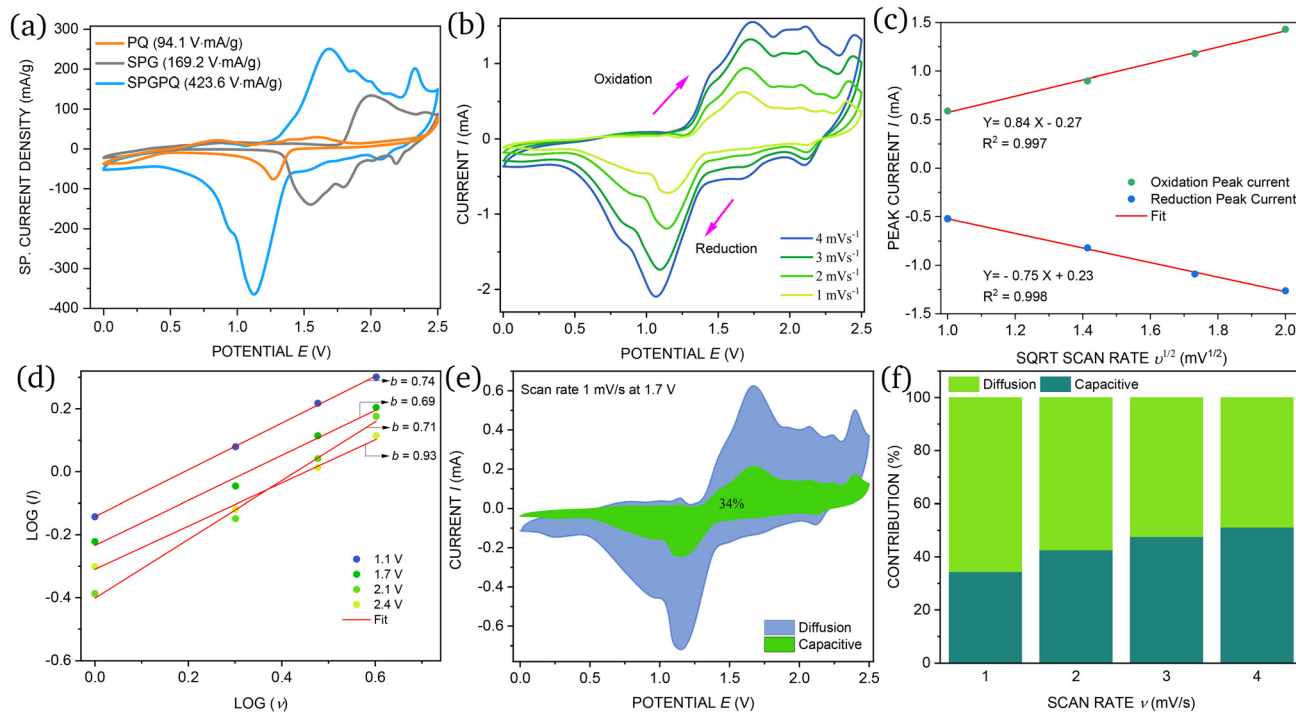 (a)
300
250
200
150
100
50
0
-50
-100
-200
-300
-400
SP. CURRENT DENSITY (mA/g)
PQ (94.1 V·mA/g)
SPG (169.2 V·mA/g)
SPGPQ (423.6 V·mA/g)
0.0 0.5 1.0 1.5 2.0 2.5
POTENTIAL E (V)
(b)
1
0
-1
-2
CURRENT I (mA)
Oxidation
Reduction
4 mVs⁻¹
3 mVs⁻¹
2 mVs⁻¹
1 mVs⁻¹
0.0 0.5 1.0 1.5 2.0 2.5
POTENTIAL E (V)
(c)
1.5
1.0
0.5
0.0
-0.5
-1.0
-1.5
PEAK CURRENT I (mA)
Y= 0.84 X - 0.27
R² = 0.997
Oxidation Peak current
Reduction Peak Current
Fit
Y= - 0.75 X + 0.23
R² = 0.998
1.0 1.2 1.4 1.6 1.8 2.0
SQRT SCAN RATE υ¹/² (mV¹/²)
(d)
0.2
0.0
-0.2
-0.4
-0.6
LOG (I)
b = 0.74
b = 0.69
b = 0.71
b = 0.93
1.1 V
1.7 V
2.1 V
2.4 V
Fit
0.0 0.2 0.4 0.6
LOG (ν)
(e)
0.6
0.4
0.2
0.0
-0.2
-0.4
-0.6
CURRENT I (mA)
Scan rate 1 mV/s at 1.7 V
34%
Diffusion
Capacitive
0.0 0.5 1.0 1.5 2.0 2.5
POTENTIAL E (V)
(f)
Diffusion Capacitive
100
80
60
40
20
0
CONTRIBUTION (%)
1 2 3 4
SCAN RATE ν (mV/s)